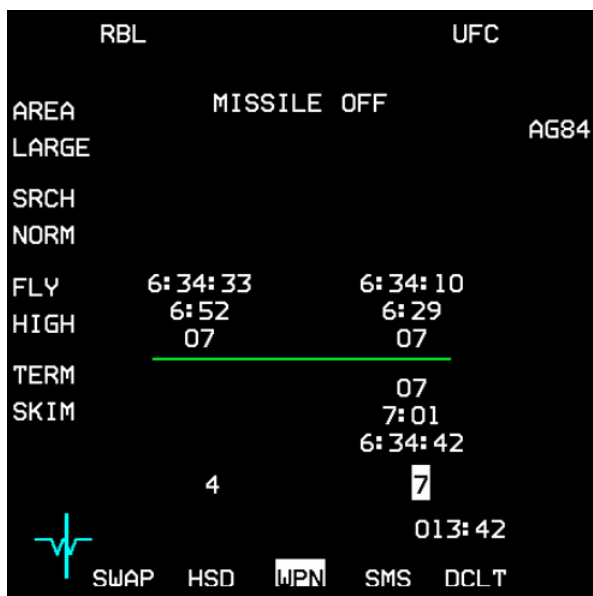 RBL UFC
MISSILE OFF
AREA
LARGE
AG84
SRCH
NORM
FLY
HIGH
6:34:33 6:34:10
6:52 6:29
07 07
TERM
SKIM
07
7:01
6:34:42
4 7
013:42
SWAP HSD WPN SMS DCLT